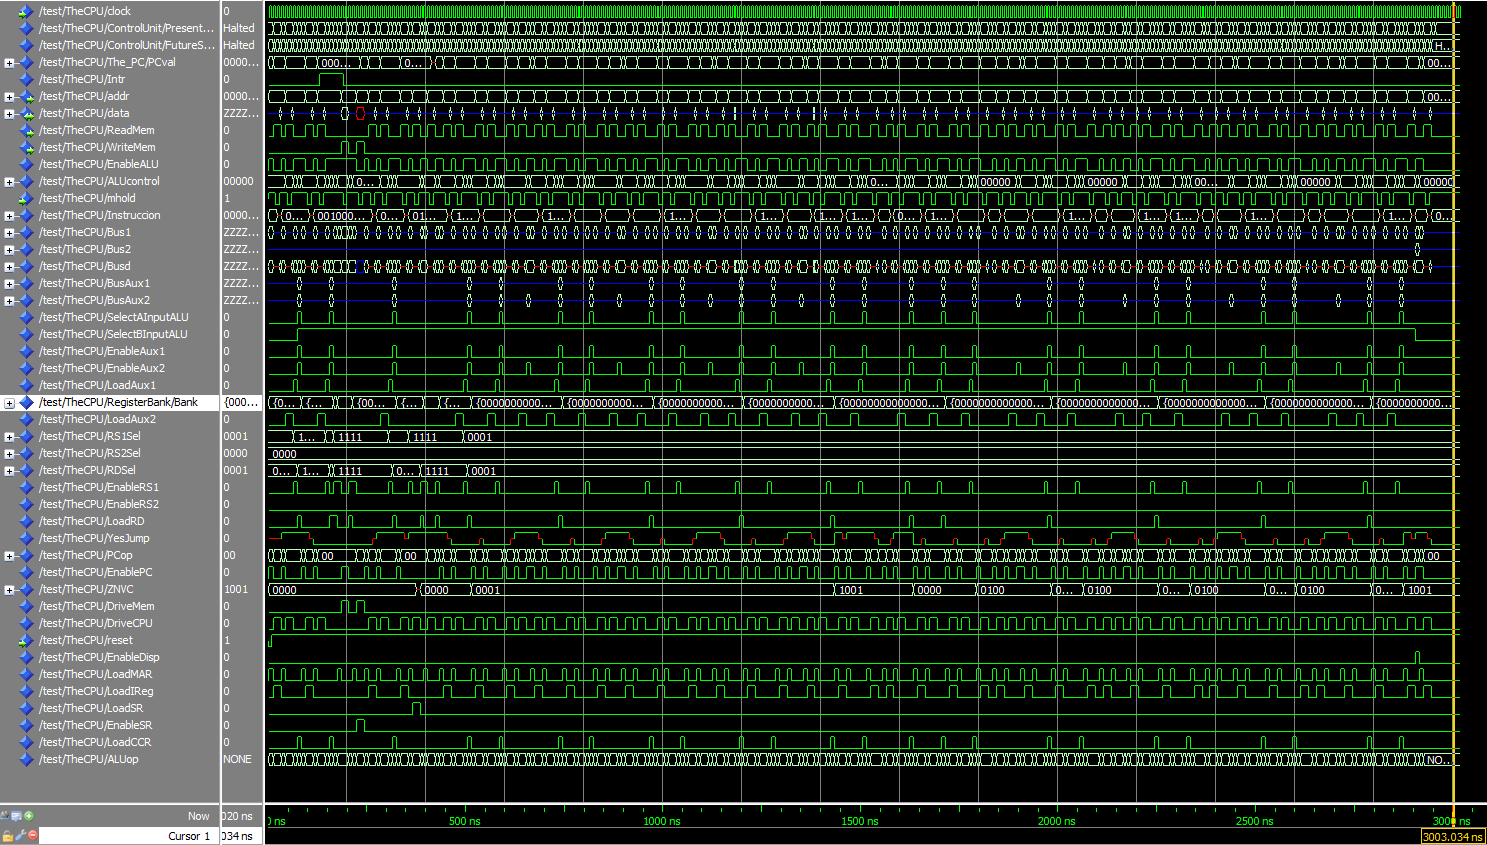 /test/TheCPU/clock 0
/test/TheCPU/ControlUnit/Present... Halted
/test/TheCPU/ControlUnit/FutureS... Halted H...
/test/TheCPU/The_PC/PCval 0000... 000... 0... 00...
/test/TheCPU/Intr 0
/test/TheCPU/addr 0000... 00...
/test/TheCPU/data ZZZZ...
/test/TheCPU/ReadMem 0
/test/TheCPU/WriteMem 0
/test/TheCPU/EnableALU 0
/test/TheCPU/ALUcontrol 00000 0... 0... 00000 00000 00... 00000 00000
/test/TheCPU/mhold 1
/test/TheCPU/Instruccion 0000... 0... 001000... 0... 01... 1... 1... 1... 1... 1... 1... 0... 1... 1... 1... 1... 1... 1... 0...
/test/TheCPU/Bus1 ZZZZ...
/test/TheCPU/Bus2 ZZZZ...
/test/TheCPU/Busd ZZZZ...
/test/TheCPU/BusAux1 ZZZZ...
/test/TheCPU/BusAux2 ZZZZ...
/test/TheCPU/SelectAInputALU 0
/test/TheCPU/SelectBInputALU 0
/test/TheCPU/EnableAux1 0
/test/TheCPU/EnableAux2 0
/test/TheCPU/LoadAux1 0
/test/TheCPU/RegisterBank/Bank {000... {0... {... {00... {... {... {0000000000... {0000000000... {0000000000... {0000000000... {000000000000... {000000000000... {000000000000... {000000000000... {0000000000... {000000000...
/test/TheCPU/LoadAux2 0
/test/TheCPU/RS1Sel 0001 1... 1111 1111 0001
/test/TheCPU/RS2Sel 0000 0000
/test/TheCPU/RDSel 0001 0... 1... 1111 0... 1111 0001
/test/TheCPU/EnableRS1 0
/test/TheCPU/EnableRS2 0
/test/TheCPU/LoadRD 0
/test/TheCPU/YesJump 0
/test/TheCPU/PCop 00 00 00 00
/test/TheCPU/EnablePC 0
/test/TheCPU/ZNVC 1001 0000 0000 0001 1001 0000 0100 0... 0100 0... 0100 0... 0100 0... 1001
/test/TheCPU/DriveMem 0
/test/TheCPU/DriveCPU 0
/test/TheCPU/reset 1
/test/TheCPU/EnableDisp 0
/test/TheCPU/LoadMAR 0
/test/TheCPU/LoadIReg 0
/test/TheCPU/LoadSR 0
/test/TheCPU/EnableSR 0
/test/TheCPU/LoadCCR 0
/test/TheCPU/ALUop NONE NO...
Now 020 ns ns 500 ns 1000 ns 1500 ns 2000 ns 2500 ns 3000 ns
Cursor 1 034 ns 3003.034 ns